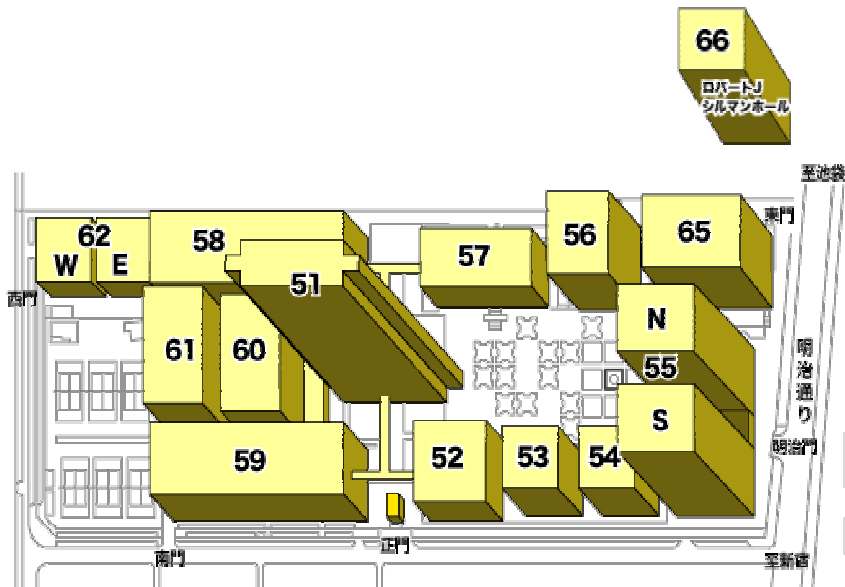 66
ロバートJ
シルマンホール
至池袋
東門
62
W
E
58
51
57
56
65
西門
61
60
N
55
S
明治通り
明治門
59
52
53
54
南門
正門
至新宿